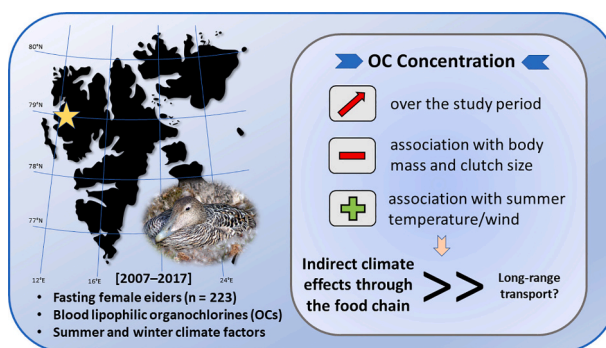 80°N
79°N
78°N
77°N
12°E
16°E
24°E
[2007–2017]
• Fasting female eiders (n = 223)
• Blood lipophilic organochlorines (OCs)
• Summer and winter climate factors
OC Concentration
over the study period
association with body
mass and clutch size
association with summer
temperature/wind
Indirect climate
effects through
the food chain
>>
Long-range
transport?